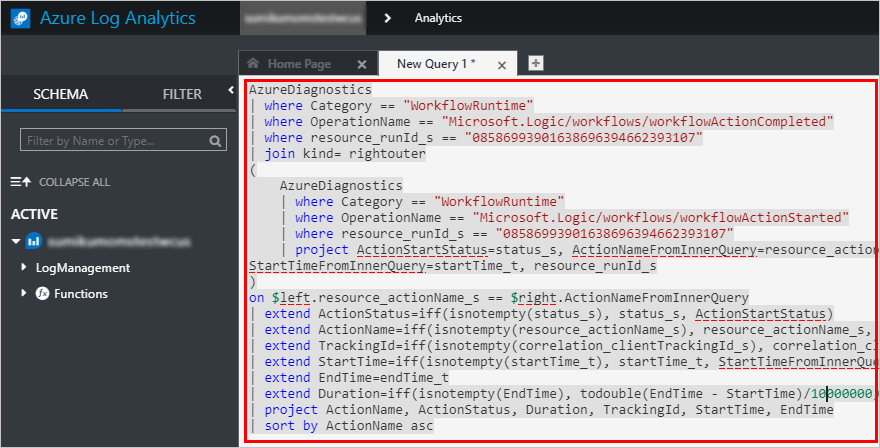 Azure Log Analytics
Analytics
Home Page
New Query 1 *
SCHEMA
FILTER
Filter by Name or Type...
COLLAPSE ALL
ACTIVE
LogManagement
Functions
AzureDiagnostics
| where Category == "WorkflowRuntime"
| where OperationName == "Microsoft.Logic/workflows/workflowActionCompleted"
| where resource_runId_s == "08586993901638696394662393107"
| join kind= rightouter
(
AzureDiagnostics
| where Category == "WorkflowRuntime"
| where OperationName == "Microsoft.Logic/workflows/workflowActionStarted"
| where resource_runId_s == "08586993901638696394662393107"
| project ActionStartStatus=status_s, ActionNameFromInnerQuery=resource_action
StartTimeFromInnerQuery=startTime_t, resource_runId_s
)
on $left.resource_actionName_s == $right.ActionNameFromInnerQuery
| extend ActionStatus=iff(isnotempty(status_s), status_s, ActionStartStatus)
| extend ActionName=iff(isnotempty(resource_actionName_s), resource_actionName_s,
| extend TrackingId=iff(isnotempty(correlation_clientTrackingId_s), correlation_cl
| extend StartTime=iff(isnotempty(startTime_t), startTime_t, StartTimeFromInnerQue
| extend EndTime=endTime_t
| extend Duration=iff(isnotempty(EndTime), todouble(EndTime - StartTime)/10000000,
| project ActionName, ActionStatus, Duration, TrackingId, StartTime, EndTime
| sort by ActionName asc